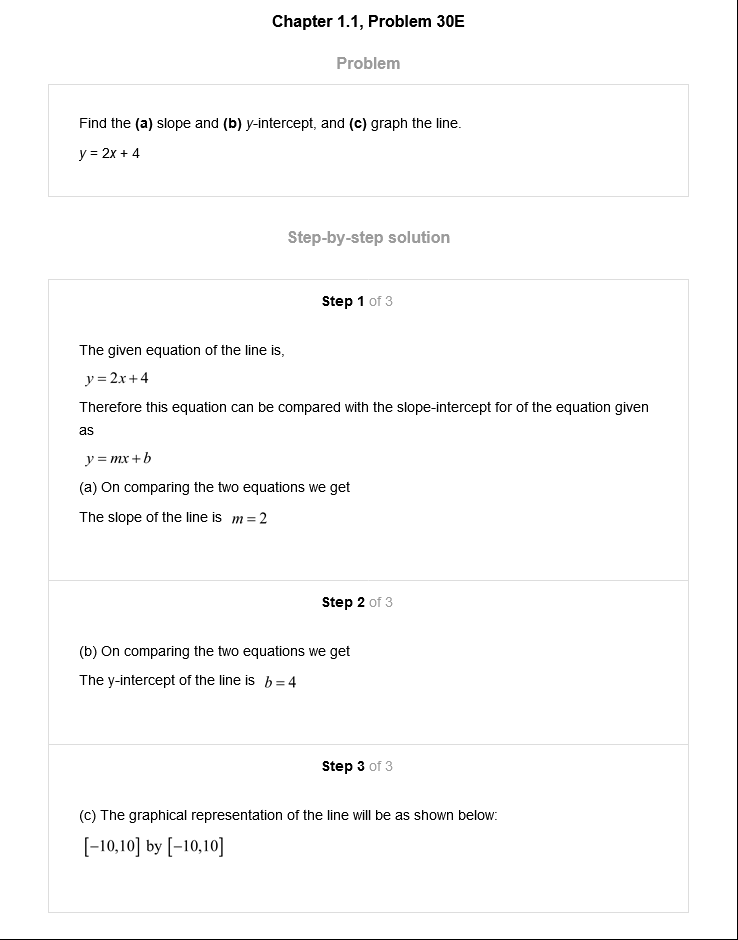 Chapter 1.1, Problem 30E
Problem
Find the (a) slope and (b) y-intercept, and (c) graph the line.
y = 2x + 4
Step-by-step solution
Step 1 of 3
The given equation of the line is,
y = 2x + 4
Therefore this equation can be compared with the slope-intercept for of the equation given
as
y = mx + b
(a) On comparing the two equations we get
The slope of the line is m = 2
Step 2 of 3
(b) On comparing the two equations we get
The y-intercept of the line is b = 4
Step 3 of 3
(c) The graphical representation of the line will be as shown below:
[−10,10] by [−10,10]